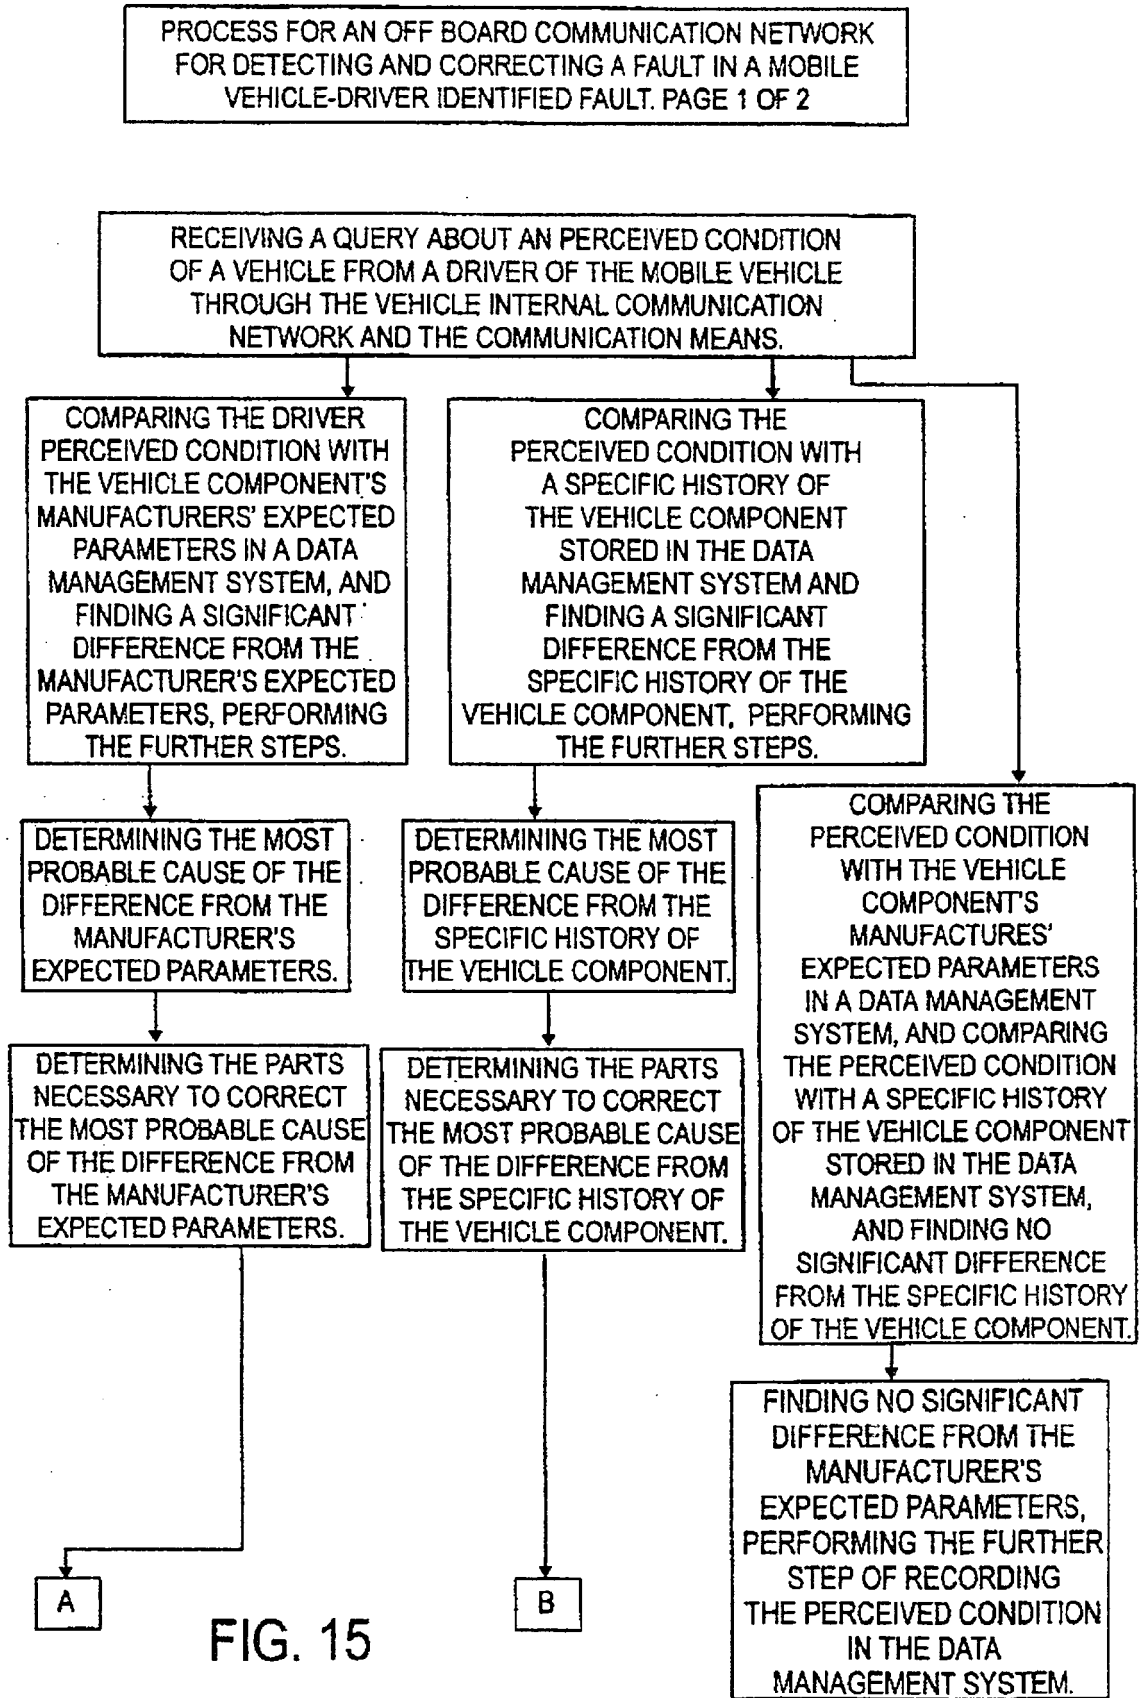 PROCESS FOR AN OFF BOARD COMMUNICATION NETWORK
FOR DETECTING AND CORRECTING A FAULT IN A MOBILE
VEHICLE-DRIVER IDENTIFIED FAULT. PAGE 1 OF 2
RECEIVING A QUERY ABOUT AN PERCEIVED CONDITION
OF A VEHICLE FROM A DRIVER OF THE MOBILE VEHICLE
THROUGH THE VEHICLE INTERNAL COMMUNICATION
NETWORK AND THE COMMUNICATION MEANS.
COMPARING THE DRIVER
PERCEIVED CONDITION WITH
THE VEHICLE COMPONENT'S
MANUFACTURERS' EXPECTED
PARAMETERS IN A DATA
MANAGEMENT SYSTEM, AND
FINDING A SIGNIFICANT
DIFFERENCE FROM THE
MANUFACTURER'S EXPECTED
PARAMETERS, PERFORMING
THE FURTHER STEPS.
COMPARING THE
PERCEIVED CONDITION WITH
A SPECIFIC HISTORY OF
THE VEHICLE COMPONENT
STORED IN THE DATA
MANAGEMENT SYSTEM AND
FINDING A SIGNIFICANT
DIFFERENCE FROM THE
SPECIFIC HISTORY OF THE
VEHICLE COMPONENT, PERFORMING
THE FURTHER STEPS.
COMPARING THE
PERCEIVED CONDITION
WITH THE VEHICLE
COMPONENT'S
MANUFACTURES'
EXPECTED PARAMETERS
IN A DATA MANAGEMENT
SYSTEM, AND COMPARING
THE PERCEIVED CONDITION
WITH A SPECIFIC HISTORY
OF THE VEHICLE COMPONENT
STORED IN THE DATA
MANAGEMENT SYSTEM,
AND FINDING NO
SIGNIFICANT DIFFERENCE
FROM THE SPECIFIC HISTORY
OF THE VEHICLE COMPONENT.
DETERMINING THE MOST
PROBABLE CAUSE OF THE
DIFFERENCE FROM THE
MANUFACTURER'S
EXPECTED PARAMETERS.
DETERMINING THE MOST
PROBABLE CAUSE OF THE
DIFFERENCE FROM THE
SPECIFIC HISTORY OF
THE VEHICLE COMPONENT.
DETERMINING THE PARTS
NECESSARY TO CORRECT
THE MOST PROBABLE CAUSE
OF THE DIFFERENCE FROM
THE MANUFACTURER'S
EXPECTED PARAMETERS.
DETERMINING THE PARTS
NECESSARY TO CORRECT
THE MOST PROBABLE CAUSE
OF THE DIFFERENCE FROM
THE SPECIFIC HISTORY OF
THE VEHICLE COMPONENT.
FINDING NO SIGNIFICANT
DIFFERENCE FROM THE
MANUFACTURER'S
EXPECTED PARAMETERS,
PERFORMING THE FURTHER
STEP OF RECORDING
THE PERCEIVED CONDITION
IN THE DATA
MANAGEMENT SYSTEM.
A
B
FIG. 15